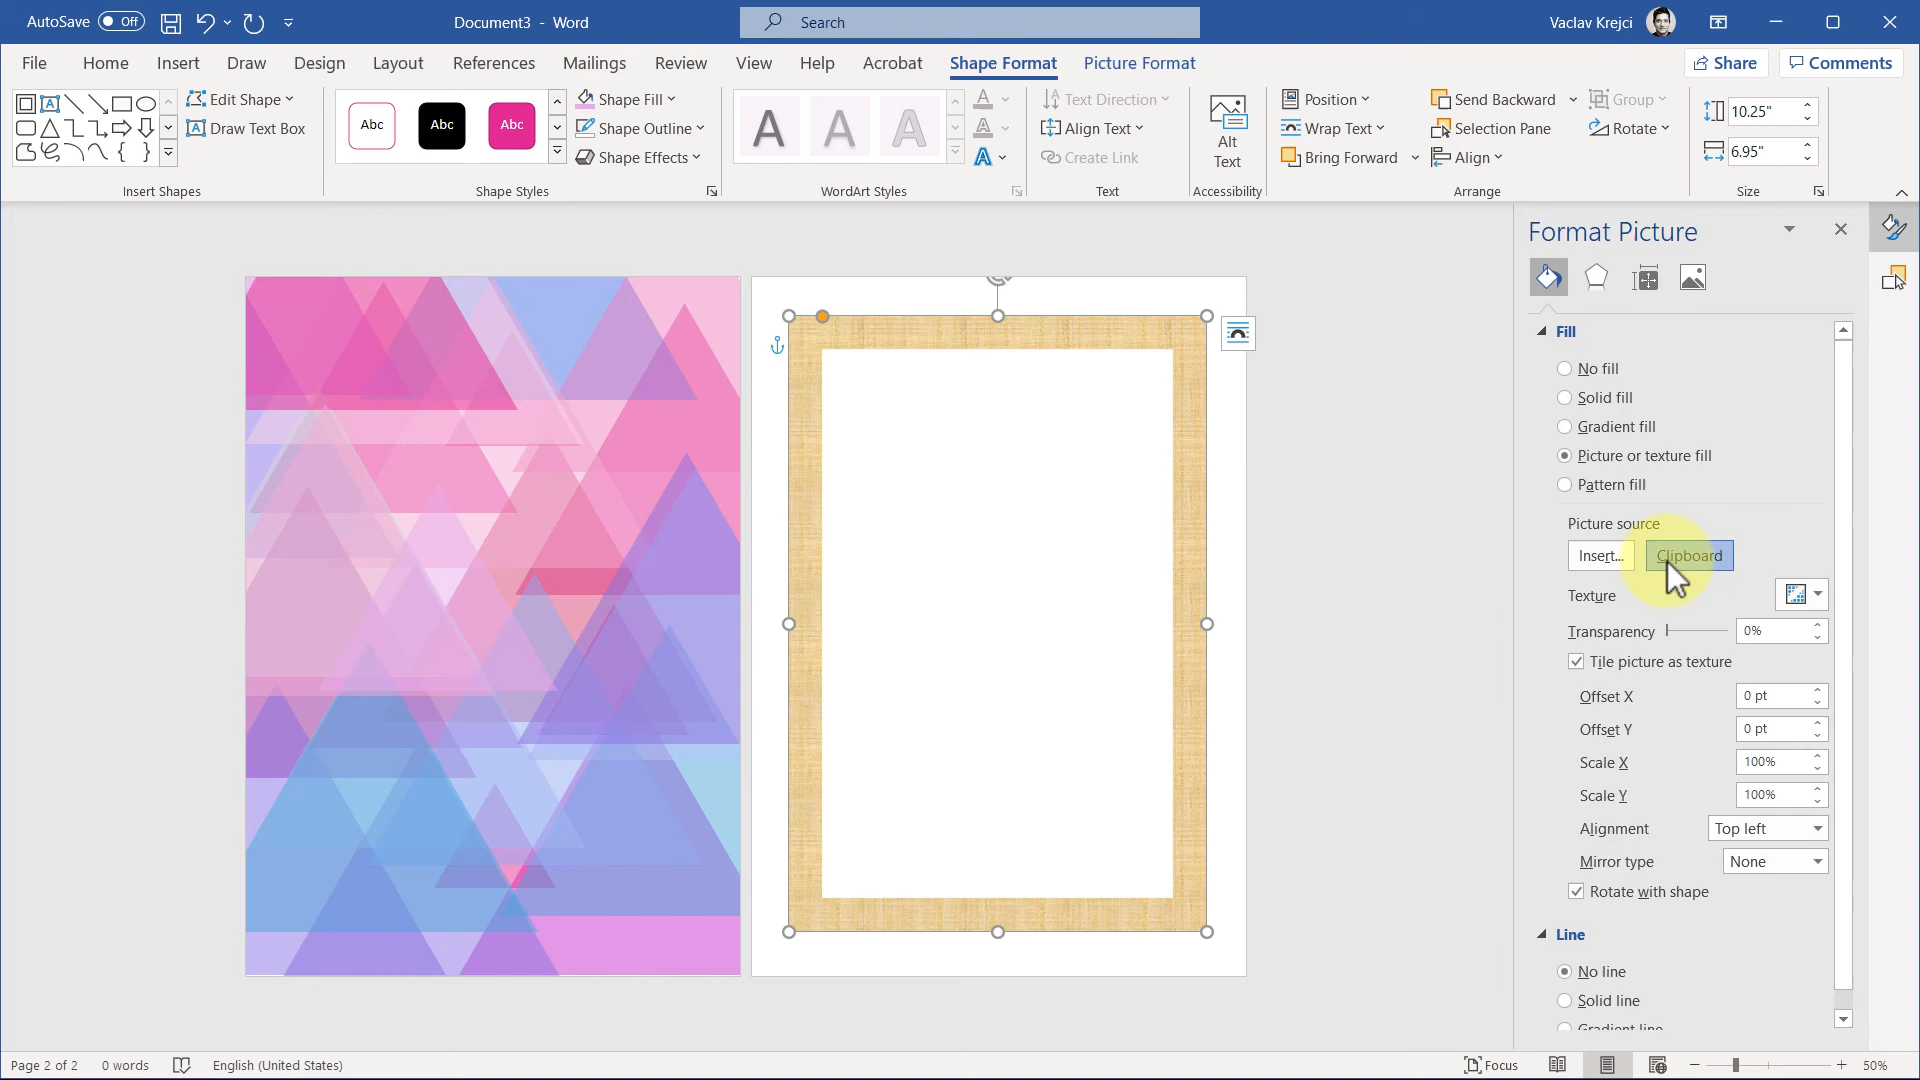 AutoSave Off Document3 - Word Search Vaclav Krejci
File Home Insert Draw Design Layout References Mailings Review View Help Acrobat Shape Format Picture Format Share Comments
Edit Shape
Draw Text Box
Insert Shapes
Abc Abc Abc
Shape Fill
Shape Outline
Shape Effects
Shape Styles
A A A
A
A
A
WordArt Styles
Text Direction
Align Text
Create Link
Text
Alt
Text
Accessibility
Position
Wrap Text
Bring Forward
Send Backward
Selection Pane
Align
Group
Rotate
Arrange
10.25"
6.95"
Size
Format Picture
Fill
No fill
Solid fill
Gradient fill
Picture or texture fill
Pattern fill
Picture source
Insert... Clipboard
Texture
Transparency 0%
Tile picture as texture
Offset X 0 pt
Offset Y 0 pt
Scale X 100%
Scale Y 100%
Alignment Top left
Mirror type None
Rotate with shape
Line
No line
Solid line
Gradient line
Page 2 of 2 0 words English (United States) Focus 50%